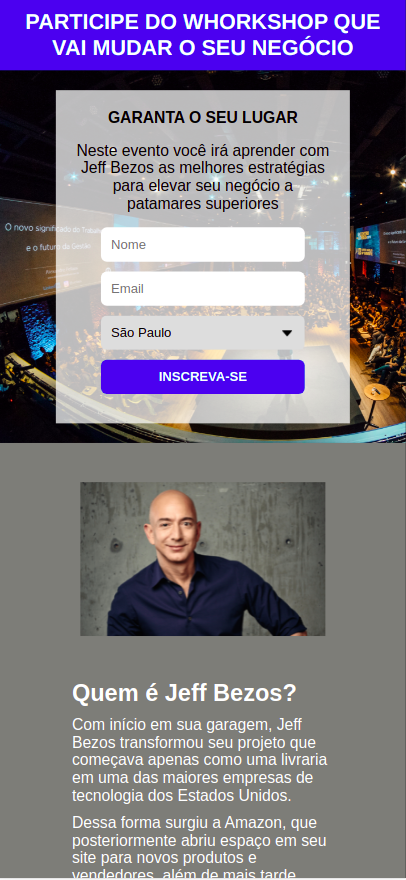 PARTICIPE DO WHORKSHOP QUE
VAI MUDAR O SEU NEGÓCIO
GARANTA O SEU LUGAR
Neste evento você irá aprender com
Jeff Bezos as melhores estratégias
para elevar seu negócio a
patamares superiores
O novo significado do Trabalho
e o futuro da Gestão
Nome
Email
São Paulo
INSCREVA-SE
Quem é Jeff Bezos?
Com início em sua garagem, Jeff
Bezos transformou seu projeto que
começava apenas como uma livraria
em uma das maiores empresas de
tecnologia dos Estados Unidos.
Dessa forma surgiu a Amazon, que
posteriormente abriu espaço em seu
site para novos produtos e
vendedores, além de mais tarde